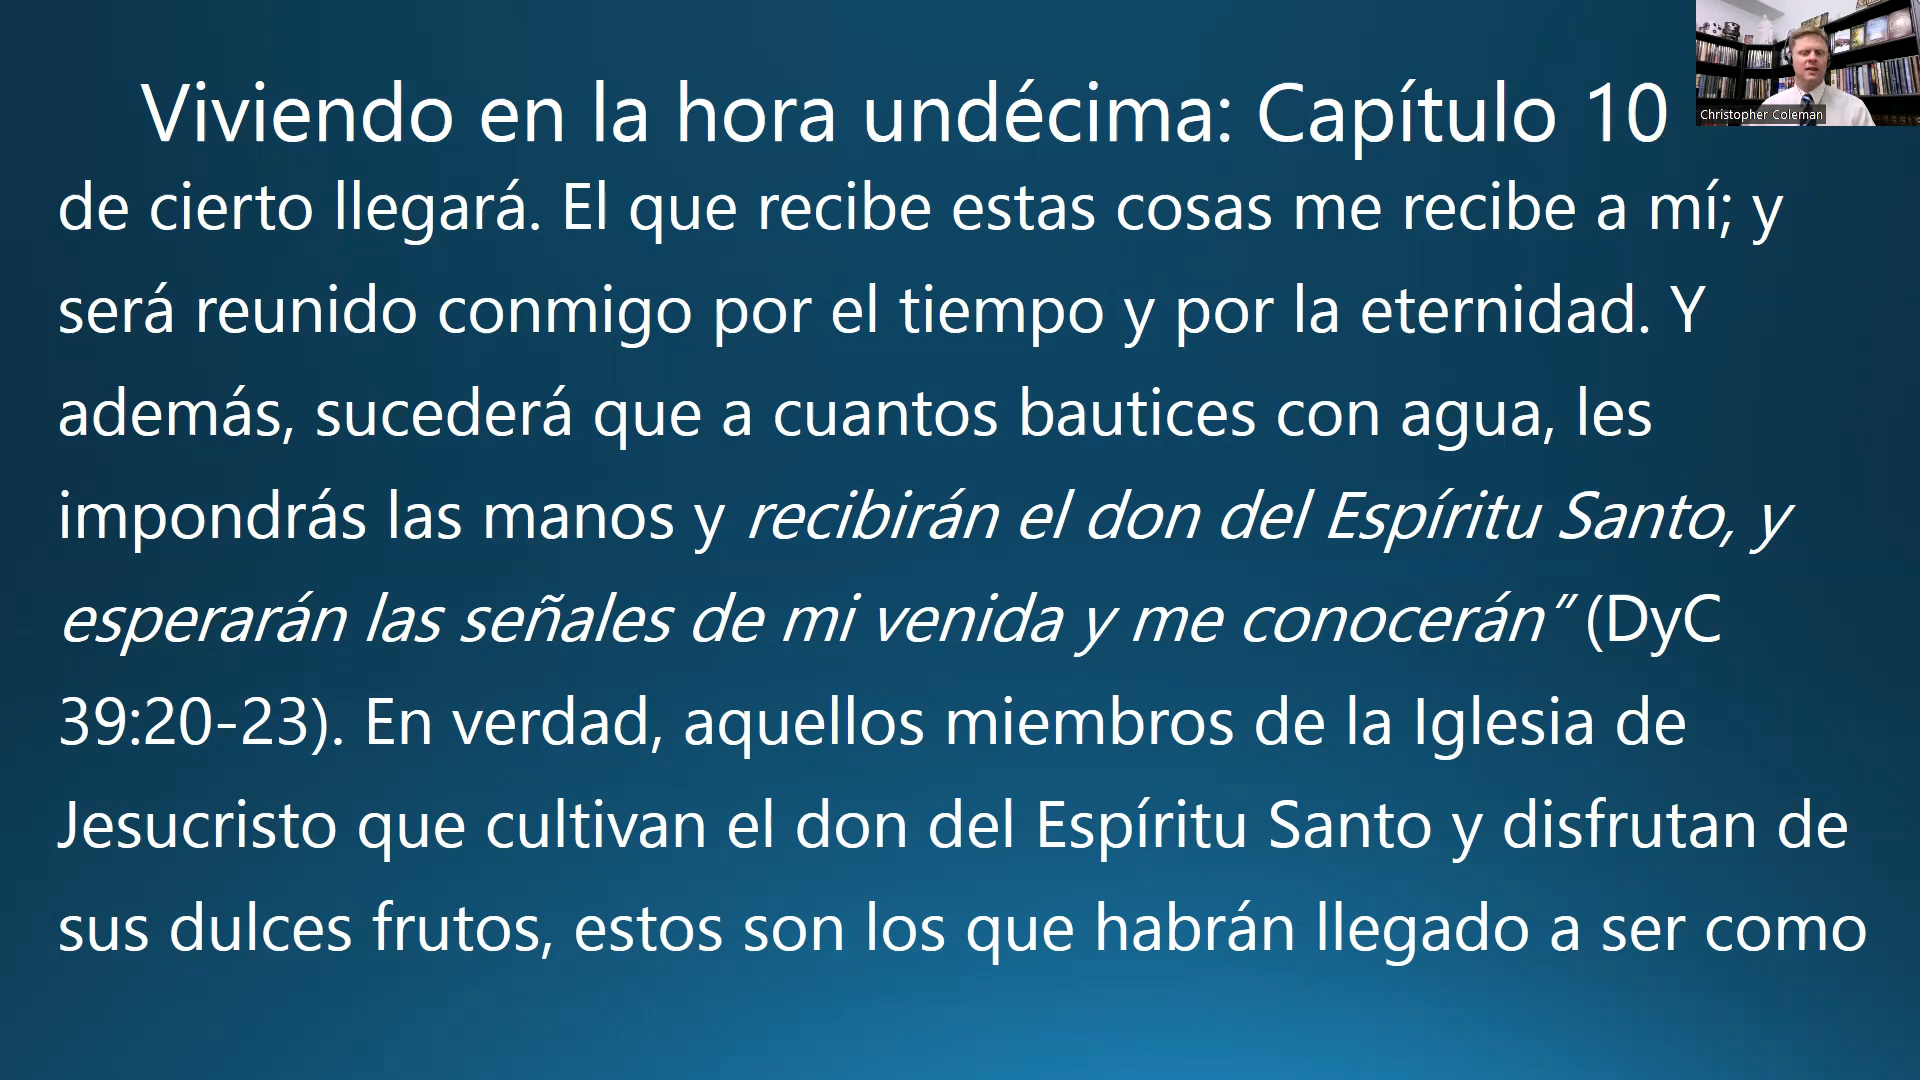 Viviendo en la hora undécima: Capítulo 10
Christopher Coleman
de cierto llegará. El que recibe estas cosas me recibe a mí; y
será reunido conmigo por el tiempo y por la eternidad. Y
además, sucederá que a cuantos bautices con agua, les
impondrás las manos y recibirán el don del Espíritu Santo, y
esperarán las señales de mi venida y me conocerán” (DyC
39:20-23). En verdad, aquellos miembros de la Iglesia de
Jesucristo que cultivan el don del Espíritu Santo y disfrutan de
sus dulces frutos, estos son los que habrán llegado a ser como